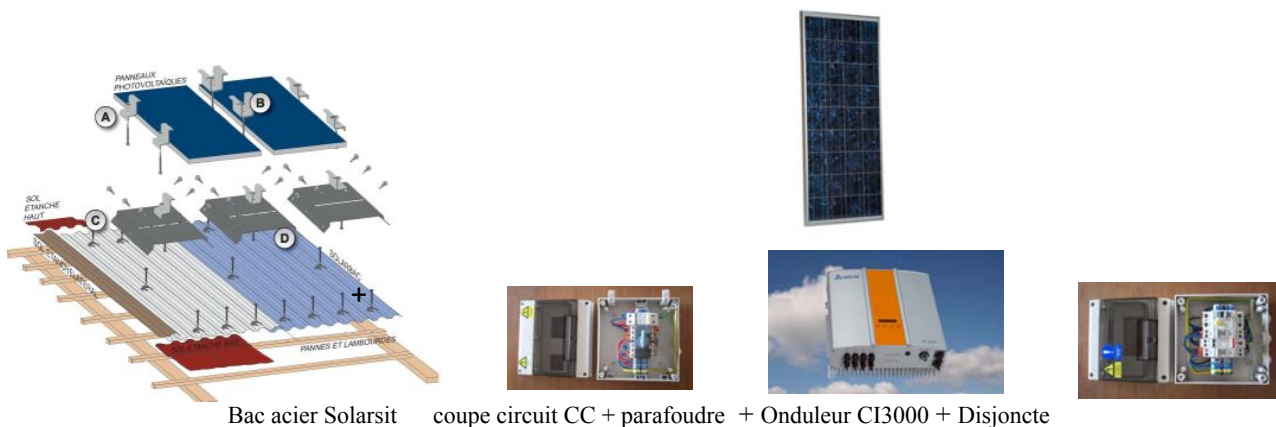 PANNEAUX
PHOTOVOLTAÏQUES
A
B
SOL
ETANCHE
HAUT
C
D
SOLARBAC
+
PANNES ET LAMBOURDES
Bac acier Solarsit coupe circuit CC + parafoudre + Onduleur CI3000 + Disjoncte